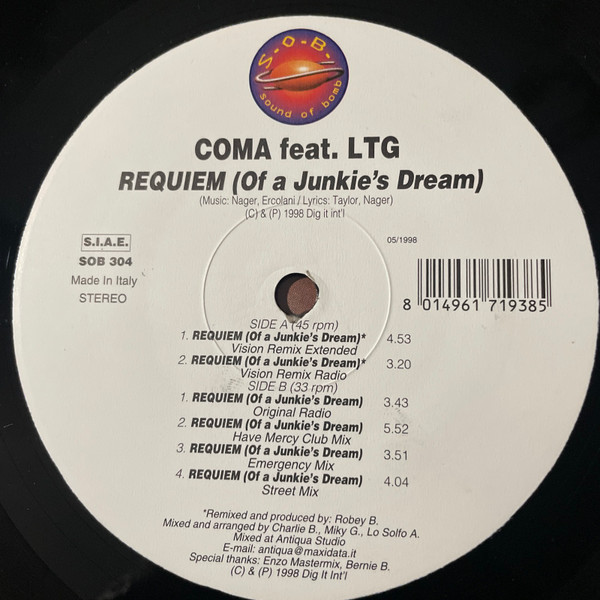 S.O.B.
sound of bomb
COMA feat. LTG
REQUIEM (Of a Junkie's Dream)
(Music: Nager, Ercolani / Lyrics: Taylor, Nager)
(C) & (P) 1998 Dig it int'l
S.I.A.E.
SOB 304
Made In Italy
STEREO
05/1998
8 014961 719385
SIDE A (45 rpm)
1. REQUIEM (Of a Junkie's Dream)* 4.53
Vision Remix Extended
2. REQUIEM (Of a Junkie's Dream)* 3.20
Vision Remix Radio
SIDE B (33 rpm)
1. REQUIEM (Of a Junkie's Dream) 3.43
Original Radio
2. REQUIEM (Of a Junkie's Dream) 5.52
Have Mercy Club Mix
3. REQUIEM (Of a Junkie's Dream) 3.51
Emergency Mix
4. REQUIEM (Of a Junkie's Dream) 4.04
Street Mix
*Remixed and produced by: Robey B.
Mixed and arranged by Charlie B., Miky G., Lo Solfo A.
Mixed at Antiqua Studio
E-mail: antiqua@maxidata.it
Special thanks: Enzo Mastermix, Bernie B.
(C) & (P) 1998 Dig It Int'l